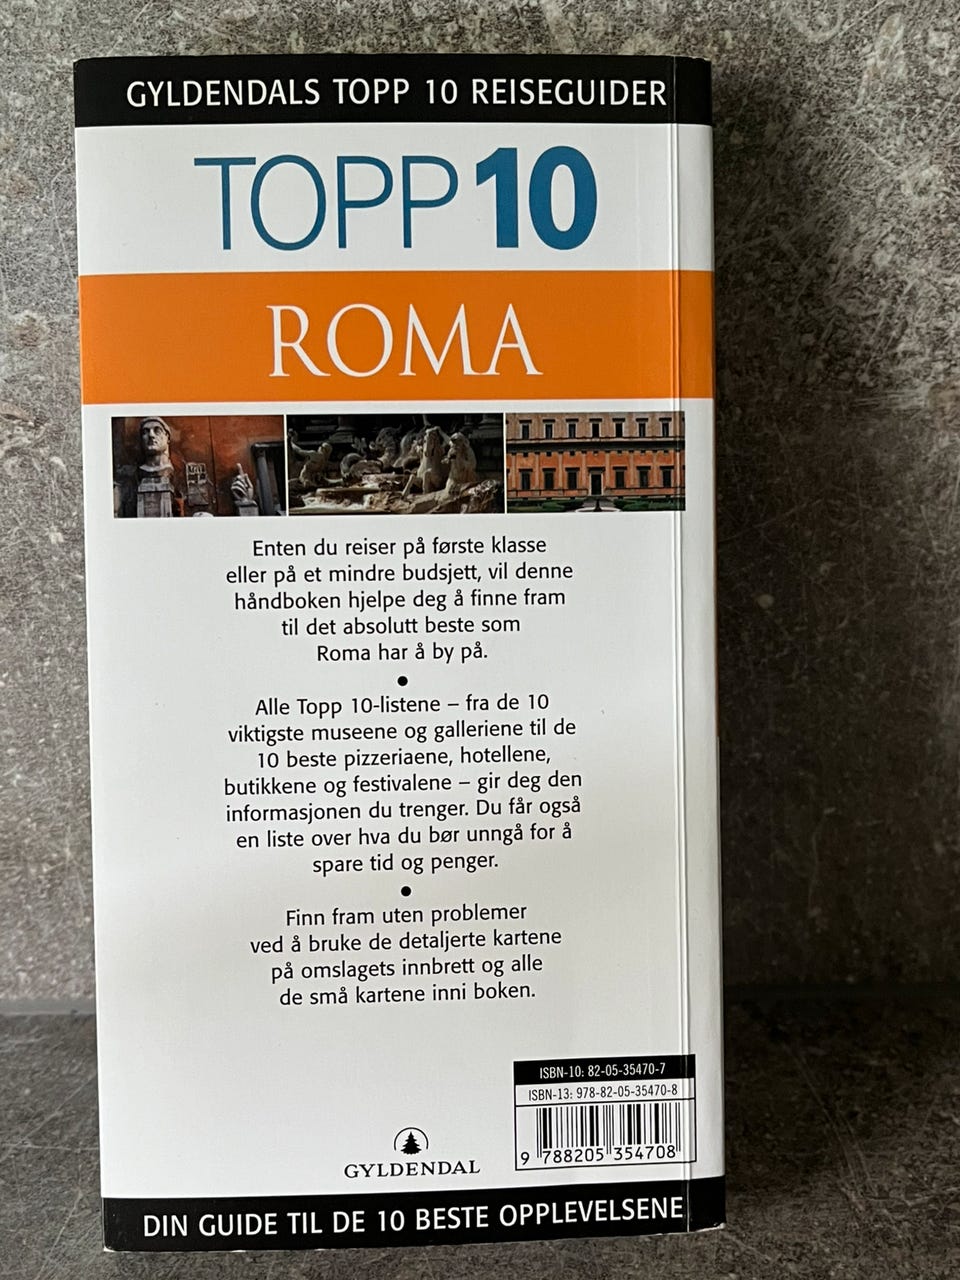 GYLDENDALS TOPP 10 REISEGUIDER
TOPP 10
ROMA
Enten du reiser på første klasse
eller på et mindre budsjett, vil denne
håndboken hjelpe deg å finne fram
til det absolutt beste som
Roma har å by på.
•
Alle Topp 10-listene – fra de 10
viktigste museene og galleriene til de
10 beste pizzeriaene, hotellene,
butikkene og festivalene – gir deg den
informasjonen du trenger. Du får også
en liste over hva du bør unngå for å
spare tid og penger.
•
Finn fram uten problemer
ved å bruke de detaljerte kartene
på omslagets innbrett og alle
de små kartene inni boken.
ISBN-10: 82-05-35470-7
ISBN-13: 978-82-05-35470-8
9 788205 354708
GYLDENDAL
DIN GUIDE TIL DE 10 BESTE OPPLEVELSENE